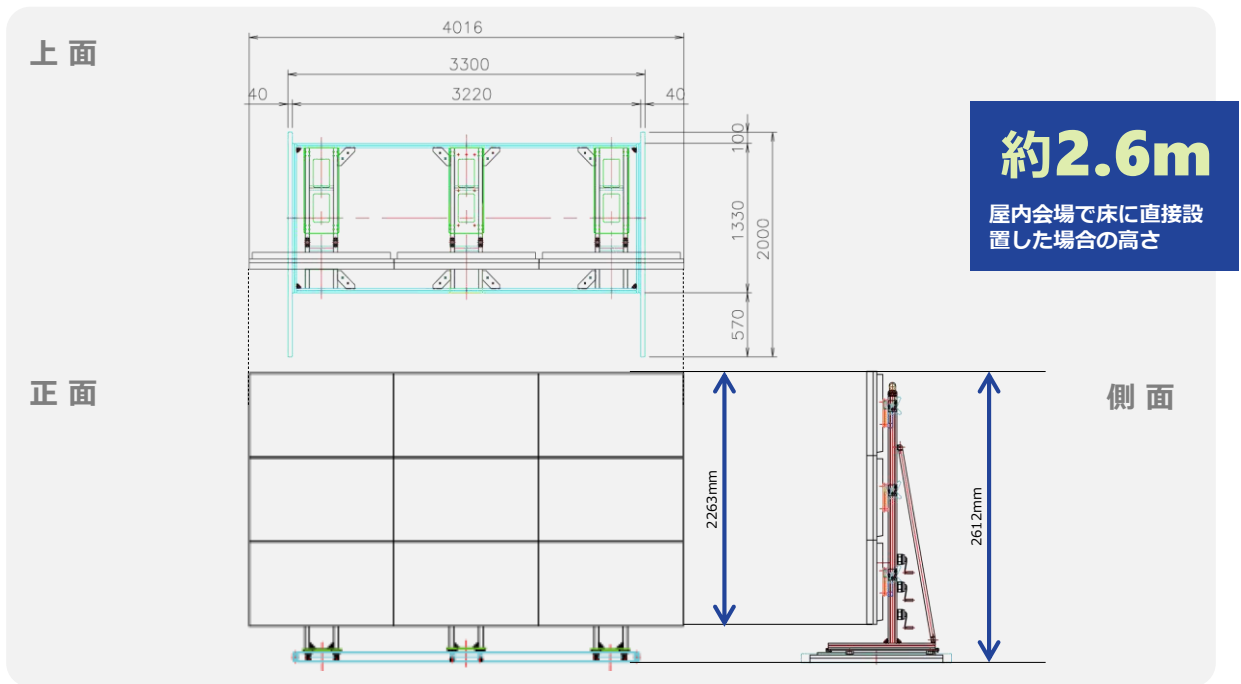 上面
4016
3300
40
3220
40
100
1330
2000
570
約2.6m
屋内会場で床に直接設
置した場合の高さ
正面
側面
2263mm
2612mm